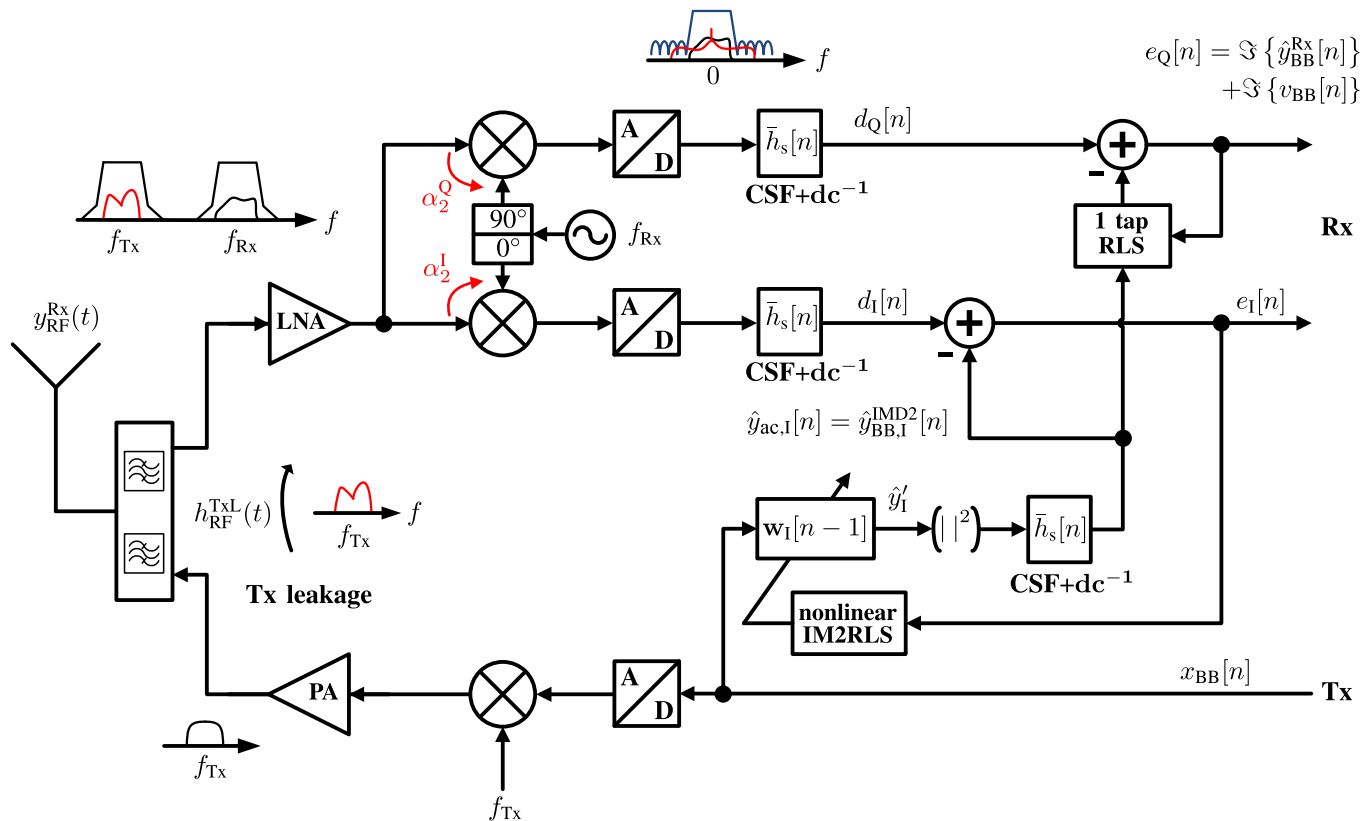 e_Q[n] = ℑ{ŷ_BB^Rx[n]}
+ℑ{v_BB[n]}
f
0
A
D
h̄_s[n]
d_Q[n]
CSF+dc⁻¹
α_2^Q
f
f_Tx
f_Rx
90°
0°
f_Rx
1 tap
RLS
Rx
α_2^I
y_RF^Rx(t)
LNA
A
D
h̄_s[n]
d_I[n]
e_I[n]
CSF+dc⁻¹
ŷ_ac,I[n] = ŷ_BB,I^IMD2[n]
h_RF^TxL(t)
f
f_Tx
w_I[n − 1]
ŷ′_I
(| |²)
h̄_s[n]
CSF+dc⁻¹
Tx leakage
nonlinear
IM2RLS
PA
A
D
x_BB[n]
Tx
f_Tx
f_Tx